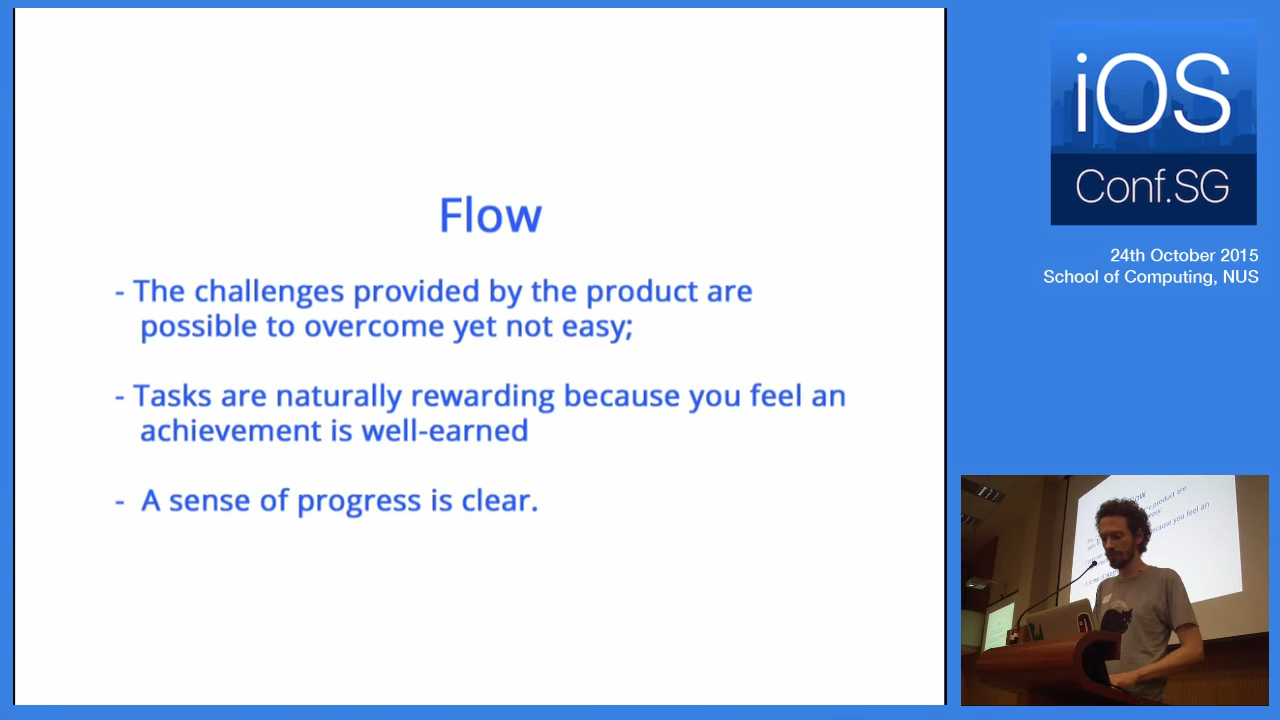 Flow
- The challenges provided by the product are
possible to overcome yet not easy;
- Tasks are naturally rewarding because you feel an
achievement is well-earned
- A sense of progress is clear.
iOS
Conf.SG
24th October 2015
School of Computing, NUS